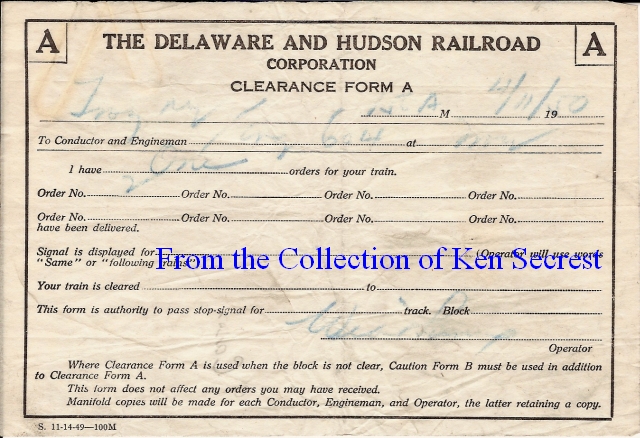 A THE DELAWARE AND HUDSON RAILROAD A
CORPORATION
CLEARANCE FORM A
Troy NY A M 4/11/50 19
To Conductor and Engineman Eng 604 at
I have One orders for your train.
Order No. Order No. Order No. Order No.
Order No. Order No. Order No. Order No.
have been delivered.
Signal is displayed for (Operator will use words
"Same" or "following trains"
From the Collection of Ken Secrest
Your train is cleared to
This form is authority to pass stop-signal for track. Block
Operator
Where Clearance Form A is used when the block is not clear, Caution Form B must be used in addition
to Clearance Form A.
This form does not affect any orders you may have received.
Manifold copies will be made for each Conductor, Engineman, and Operator, the latter retaining a copy.
S. 11-14-49—100M